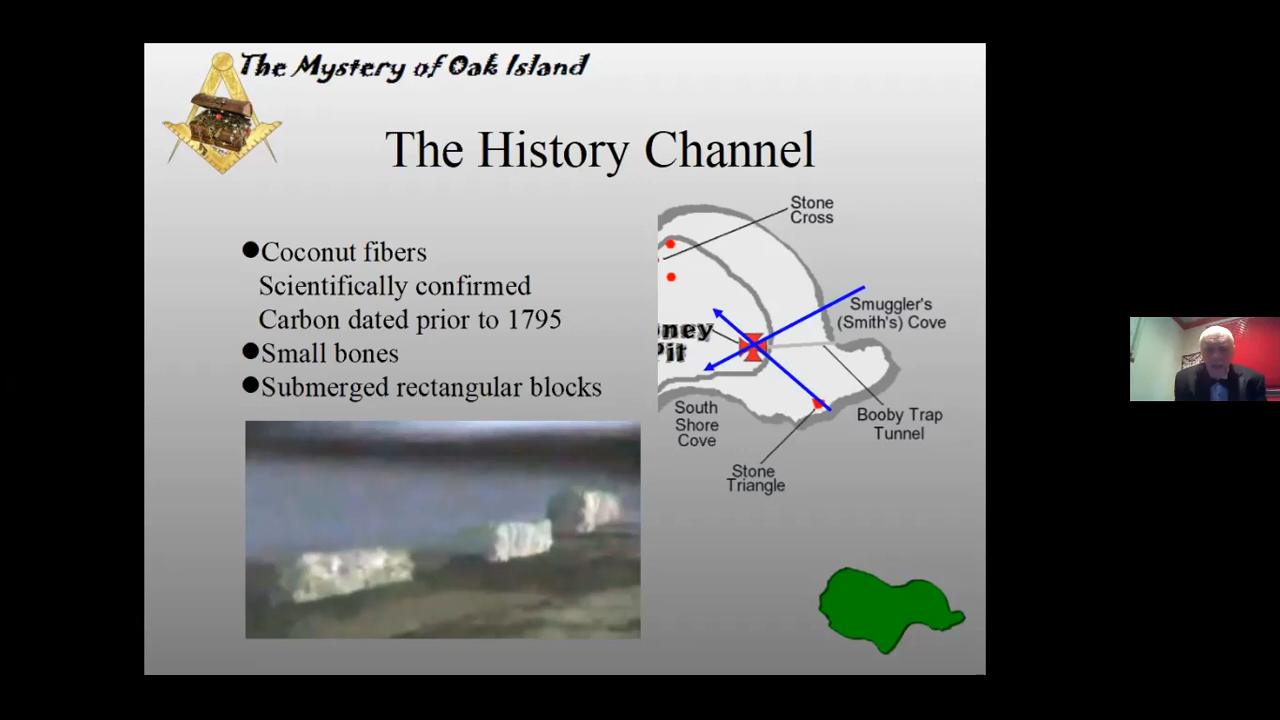 The Mystery of Oak Island
The History Channel
●Coconut fibers
Scientifically confirmed
Carbon dated prior to 1795
●Small bones
●Submerged rectangular blocks
Stone
Cross
Smuggler's
(Smith's) Cove
ney
Pit
South
Shore
Cove
Booby Trap
Tunnel
Stone
Triangle